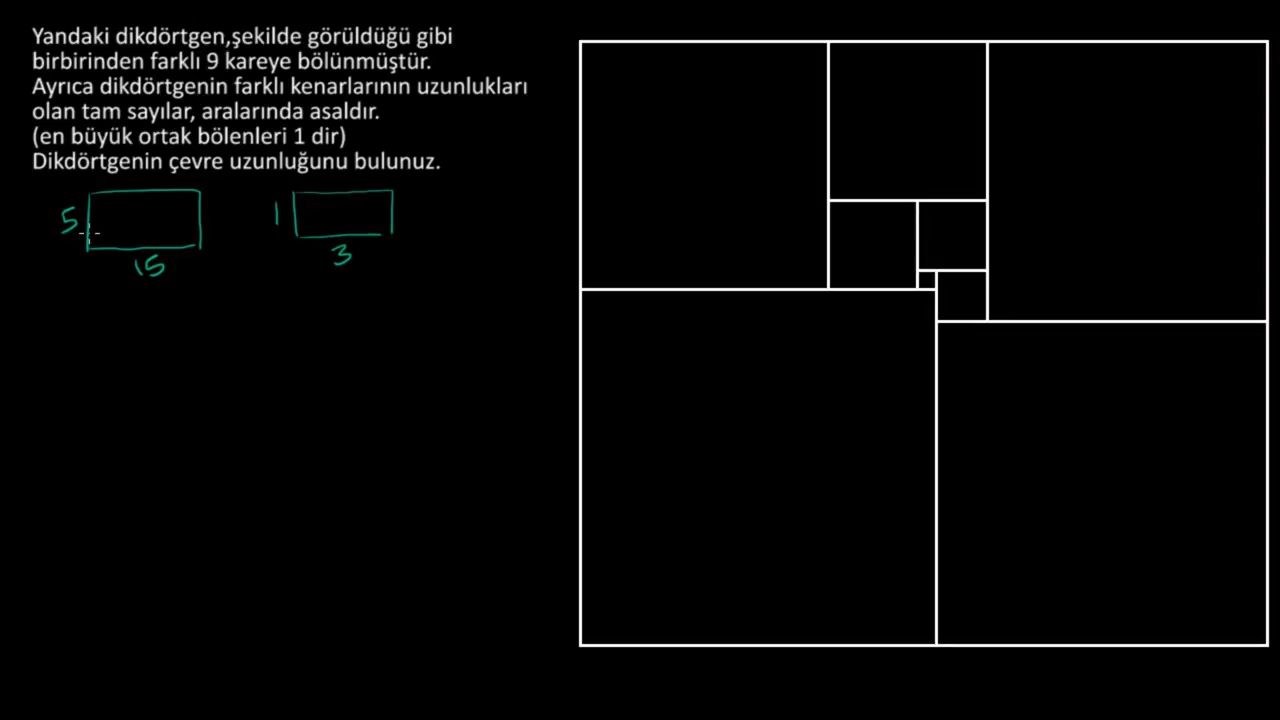 Yandaki dikdörtgen,şekilde görüldüğü gibi
birbirinden farklı 9 kareye bölünmüştür.
Ayrıca dikdörtgenin farklı kenarlarının uzunlukları
olan tam sayılar, aralarında asaldır.
(en büyük ortak bölenleri 1 dir)
Dikdörtgenin çevre uzunluğunu bulunuz.
5
15
1
3